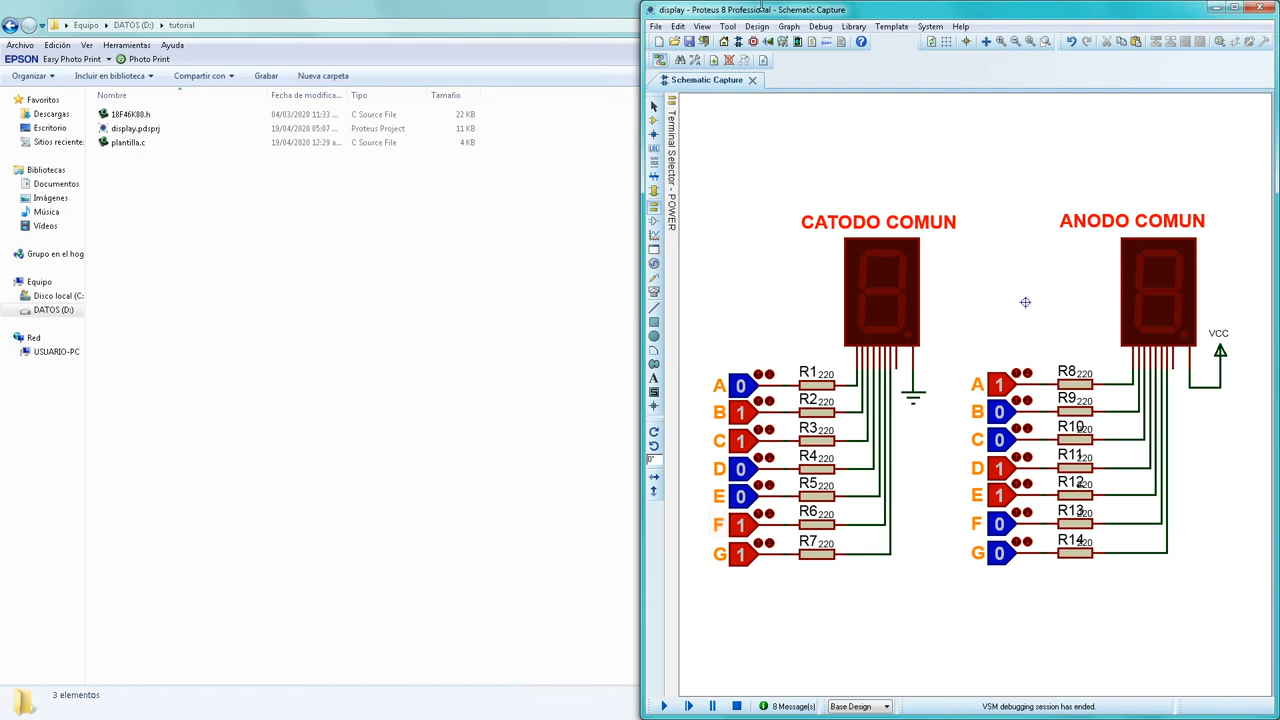 Equipo ▸ DATOS (D:) ▸ tutorial
Archivo Edición Ver Herramientas Ayuda
EPSON Easy Photo Print Photo Print
Organizar Incluir en biblioteca Compartir con Grabar Nueva carpeta
Nombre Fecha de modifica... Tipo Tamaño
Favoritos
Descargas
Escritorio
Sitios reciente:
Bibliotecas
Documentos
Imágenes
Música
Vídeos
Grupo en el hog
Equipo
Disco local (C:
DATOS (D:)
Red
USUARIO-PC
18F46K80.h 04/03/2020 11:33 ... C Source File 22 KB
display.pdsprj 19/04/2020 05:07 ... Proteus Project 11 KB
plantilla.c 19/04/2020 12:29 a... C Source File 4 KB
3 elementos
display - Proteus 8 Professional - Schematic Capture
File Edit View Tool Design Graph Debug Library Template System Help
Schematic Capture
Terminal Selector - POWER
LBL
A
0°
CATODO COMUN
A 0 R1 220
B 1 R2 220
C 1 R3 220
D 0 R4 220
E 0 R5 220
F 1 R6 220
G 1 R7 220
ANODO COMUN
VCC
A 1 R8 220
B 0 R9 220
C 0 R10 220
D 1 R11 220
E 1 R12 220
F 0 R13 220
G 0 R14 220
8 Message(s) Base Design VSM debugging session has ended.